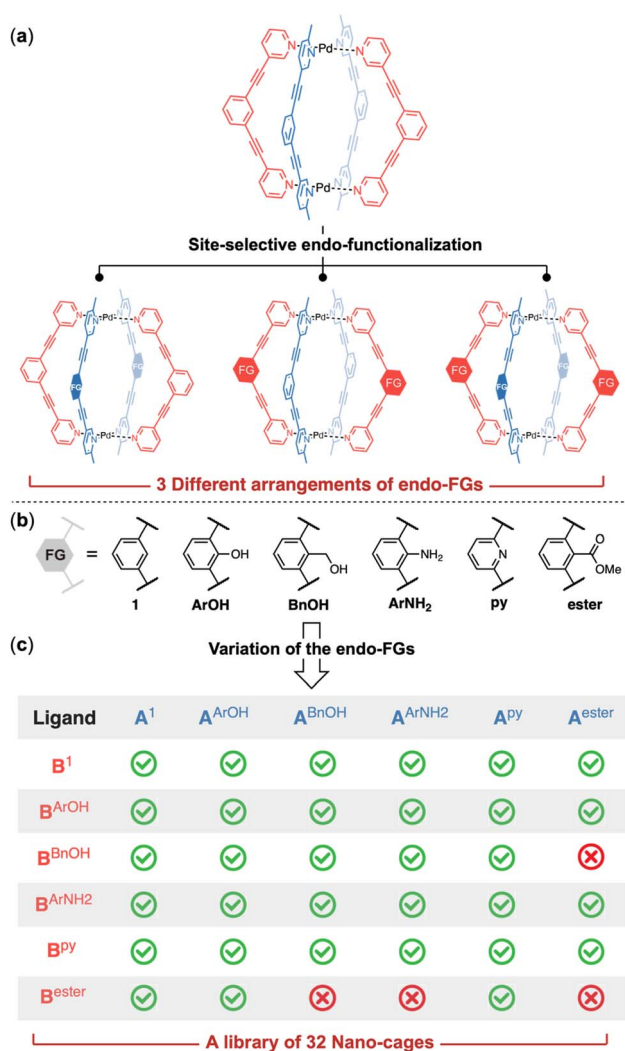 (a)
N Pd N
N N
N Pd N
N N
Site-selective endo-functionalization
N Pd N
N N
FG FG
N Pd N
N N
N Pd N
N N
FG FG
N Pd N
N N
N Pd N
N N
FG FG FG FG
N Pd N
N N
3 Different arrangements of endo-FGs
(b)
FG =
OH OH NH2 N O OMe
1 ArOH BnOH ArNH2 py ester
(c)
Variation of the endo-FGs
Ligand A1 AArOH ABnOH AArNH2 Apy Aester
B1
BArOH
BBnOH
BArNH2
Bpy
Bester
A library of 32 Nano-cages